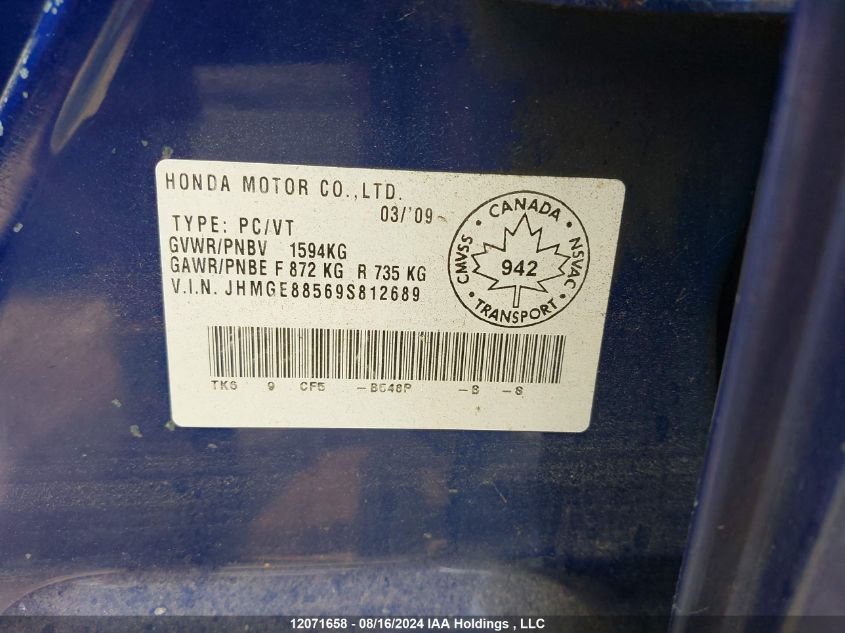 HONDA MOTOR CO.,LTD.
03/'09
TYPE: PC/VT
GVWR/PNBV 1594KG
GAWR/PNBE F 872 KG R 735 KG
V.I.N. JHMGE88569S812689
CANADA
CMVSS
NSVAC
942
TRANSPORT
TK6 9 CF5 -B548P -B -S
12071658 - 08/16/2024 IAA Holdings , LLC